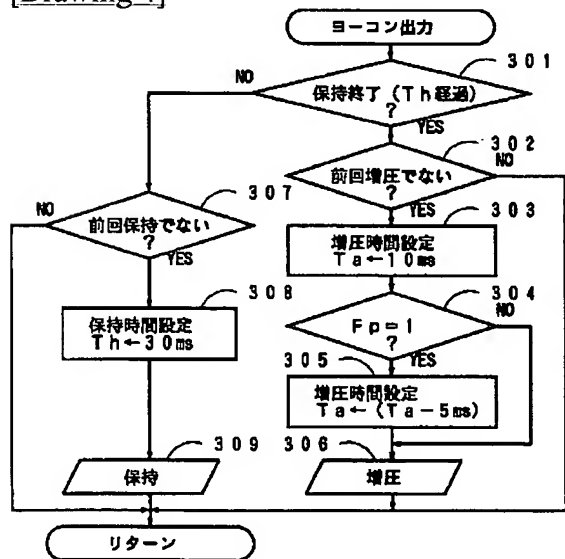 [Drawing 4]
ヨーコン出力
301
保持終了(Th経過)
?
NO
YES
302
前回増圧でない
?
NO
YES
303
増圧時間設定
Ta←10ms
304
Fp=1
?
NO
YES
305
増圧時間設定
Ta←(Ta-5ms)
306
増圧
307
前回保持でない
?
NO
YES
308
保持時間設定
Th←30ms
309
保持
リターン